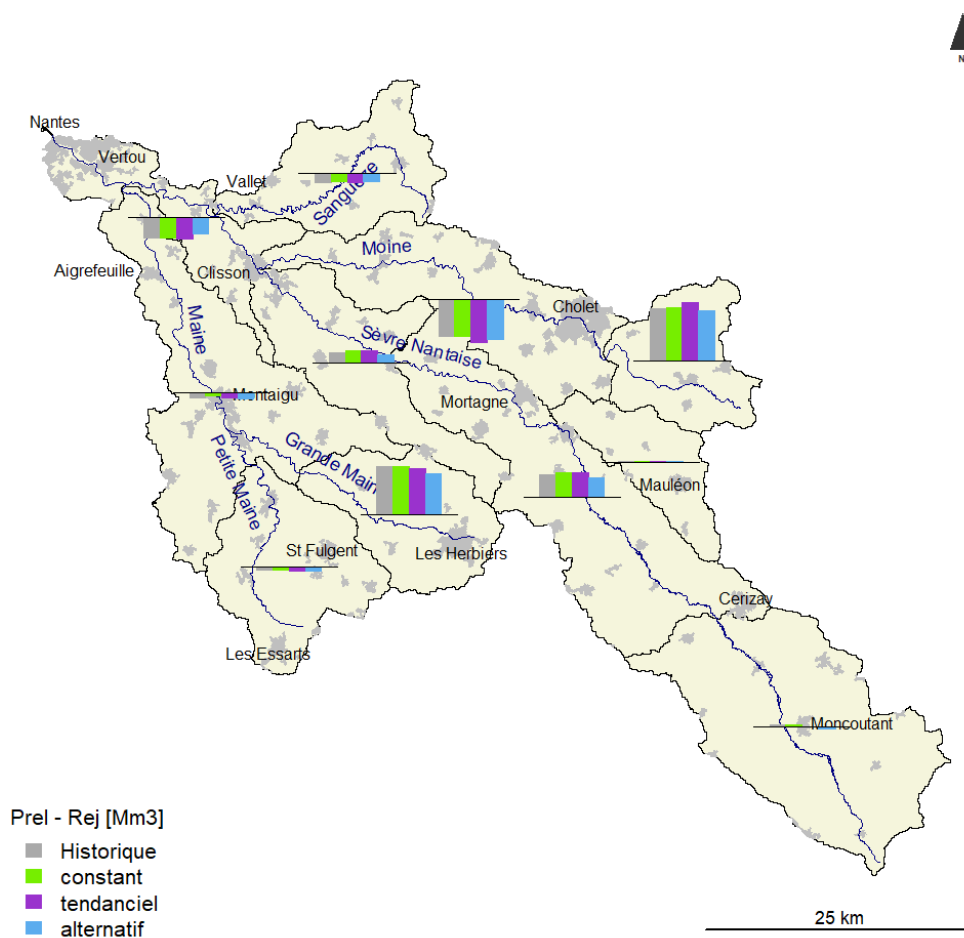 N
Nantes
Vertou
Vallet
Sanguèze
Moine
Aigrefeuille
Clisson
Cholet
Maine
Sèvre Nantaise
Montaigu
Mortagne
Petite Maine
Grande Main
Mauléon
St Fulgent
Les Herbiers
Cerizay
Les Essarts
Moncoutant
Prel - Rej [Mm3]
Historique
constant
tendanciel
alternatif
25 km